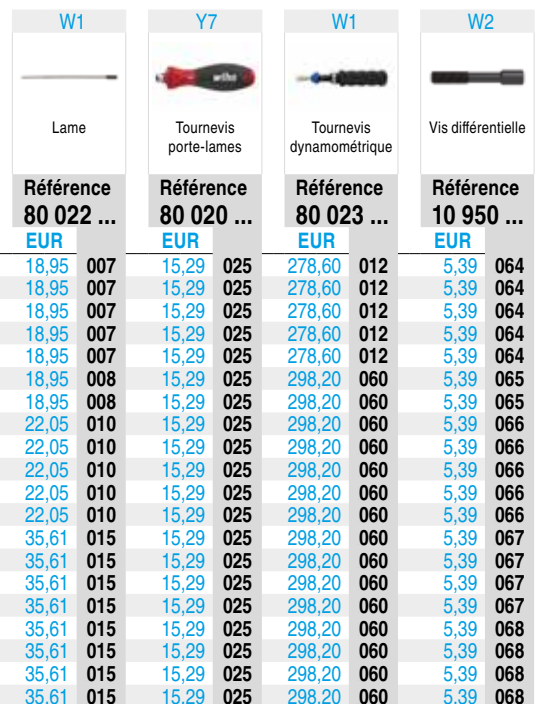 W1 Y7 W1 W2
wiha
Lame Tournevis Tournevis Vis différentielle
porte-lames dynamométrique
Référence Référence Référence Référence
80 022 ... 80 020 ... 80 023 ... 10 950 ...
EUR EUR EUR EUR
18,95 007 15,29 025 278,60 012 5,39 064
18,95 007 15,29 025 278,60 012 5,39 064
18,95 007 15,29 025 278,60 012 5,39 064
18,95 007 15,29 025 278,60 012 5,39 064
18,95 007 15,29 025 278,60 012 5,39 064
18,95 008 15,29 025 298,20 060 5,39 065
18,95 008 15,29 025 298,20 060 5,39 065
22,05 010 15,29 025 298,20 060 5,39 066
22,05 010 15,29 025 298,20 060 5,39 066
22,05 010 15,29 025 298,20 060 5,39 066
22,05 010 15,29 025 298,20 060 5,39 066
22,05 010 15,29 025 298,20 060 5,39 066
35,61 015 15,29 025 298,20 060 5,39 067
35,61 015 15,29 025 298,20 060 5,39 067
35,61 015 15,29 025 298,20 060 5,39 067
35,61 015 15,29 025 298,20 060 5,39 067
35,61 015 15,29 025 298,20 060 5,39 068
35,61 015 15,29 025 298,20 060 5,39 068
35,61 015 15,29 025 298,20 060 5,39 068
35,61 015 15,29 025 298,20 060 5,39 068